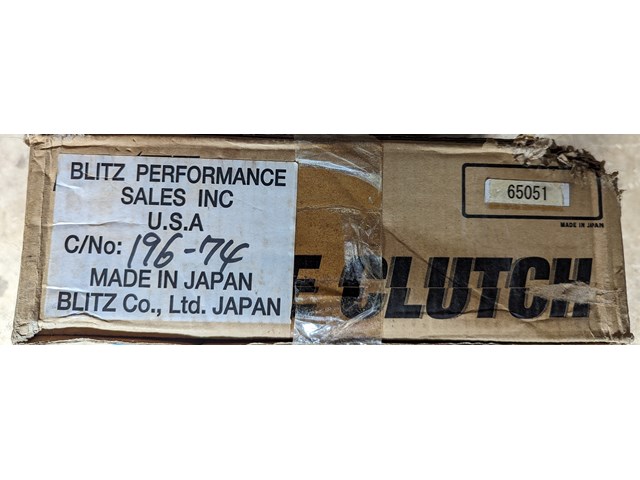 BLITZ PERFORMANCE
SALES INC
U.S.A
C/No: 196-74
MADE IN JAPAN
BLITZ Co., Ltd. JAPAN
65051
MADE IN JAPAN
E CLUTCH